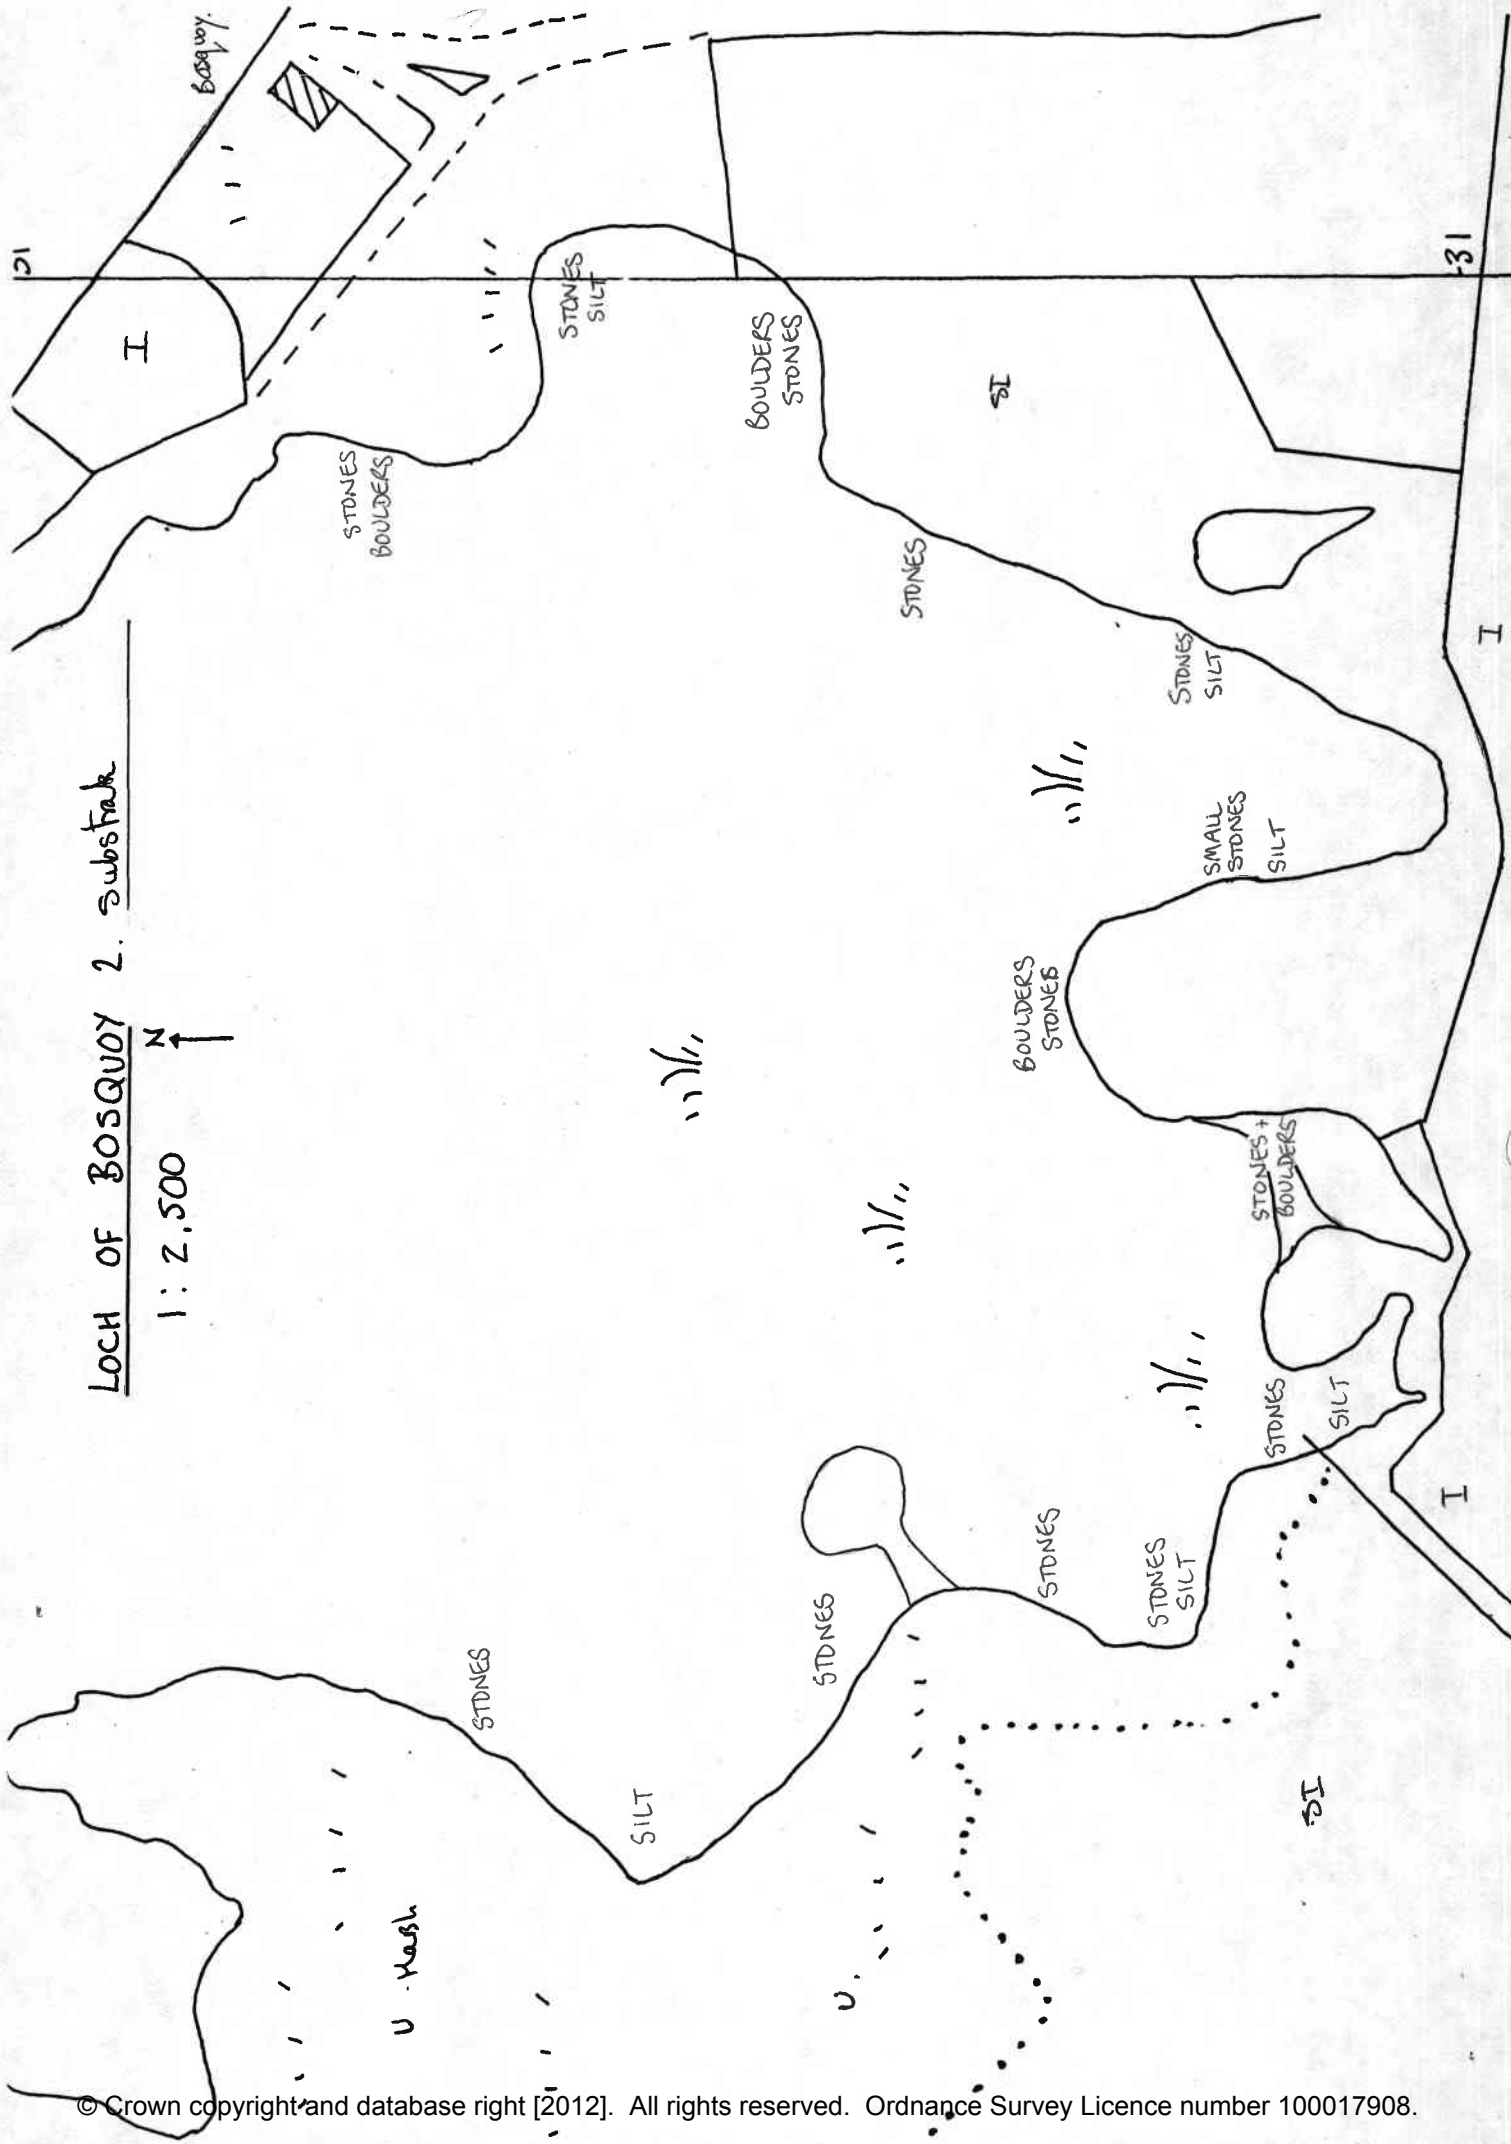 LOCH OF BOSQUOY 2. Substrate
N
1: 2,500
Bosquoy.
31
I
STONES
BOULDERS
STONES
SILT
BOULDERS
STONES
SI
STONES
STONES
SILT
-31
I
SMALL
STONES
SILT
BOULDERS
STONES
STONES +
BOULDERS
STONES
SILT
I
STONES
SILT
STONES
STONES
STONES
SILT
U - Marsh
U.
SI
© Crown copyright and database right [2012]. All rights reserved. Ordnance Survey Licence number 100017908.